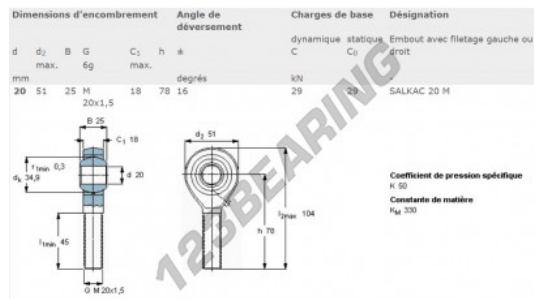 Dimensions d'encombrement Angle de déversement Charges de base Désignation
dynamique statique Embout avec filetage gauche ou droit
d d2 B G C1 h α C C0
max. 6g max.
mm degrés kN
20 51 25 M 20x1,5 18 78 16 29 29 SALKAC 20 M
B 25
C1 18
r1min 0,3
dk 34,9
d 20
l1min 45
G M 20x1,5
d2 51
l2max 104
h 78
Coefficient de pression spécifique
K 50
Constante de matière
KM 330
123BEARING